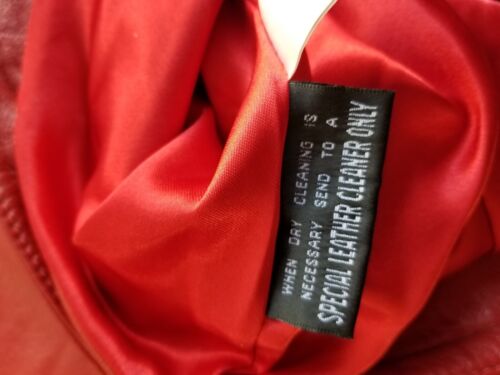 WHEN DRY CLEANING IS
NECESSARY SEND TO A
SPECIAL LEATHER CLEANER ONLY